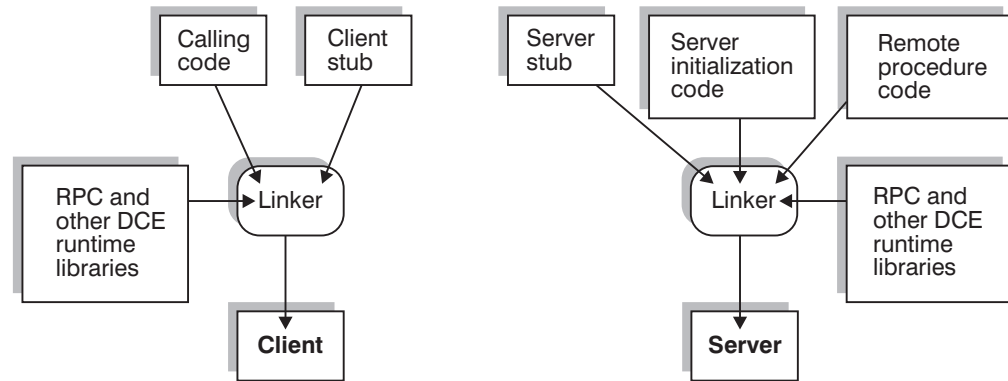 Calling
code
Client
stub
Server
stub
Server
initialization
code
Remote
procedure
code
RPC and
other DCE
runtime
libraries
Linker
Linker
RPC and
other DCE
runtime
libraries
Client
Server